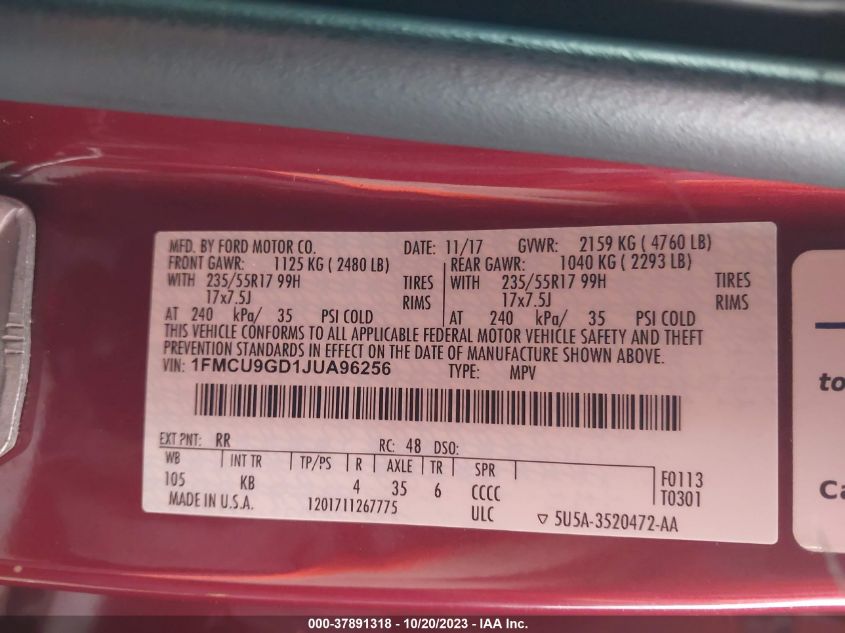 MFD. BY FORD MOTOR CO. DATE: 11/17 GVWR: 2159 KG ( 4760 LB)
FRONT GAWR: 1125 KG ( 2480 LB) REAR GAWR: 1040 KG ( 2293 LB)
WITH 235/55R17 99H TIRES WITH 235/55R17 99H TIRES
17x7.5J RIMS 17x7.5J RIMS
AT 240 kPa/ 35 PSI COLD AT 240 kPa/ 35 PSI COLD
THIS VEHICLE CONFORMS TO ALL APPLICABLE FEDERAL MOTOR VEHICLE SAFETY AND THEFT
PREVENTION STANDARDS IN EFFECT ON THE DATE OF MANUFACTURE SHOWN ABOVE.
VIN: 1FMCU9GD1JUA96256 TYPE: MPV
EXT PNT: RR RC: 48 DSO:
WB INT TR TP/PS R AXLE TR SPR F0113
105 KB 4 35 6 CCCC T0301
MADE IN U.S.A. 1201711267775 ULC ▽ 5U5A-3520472-AA
to
Ca
000-37891318 - 10/20/2023 - IAA Inc.